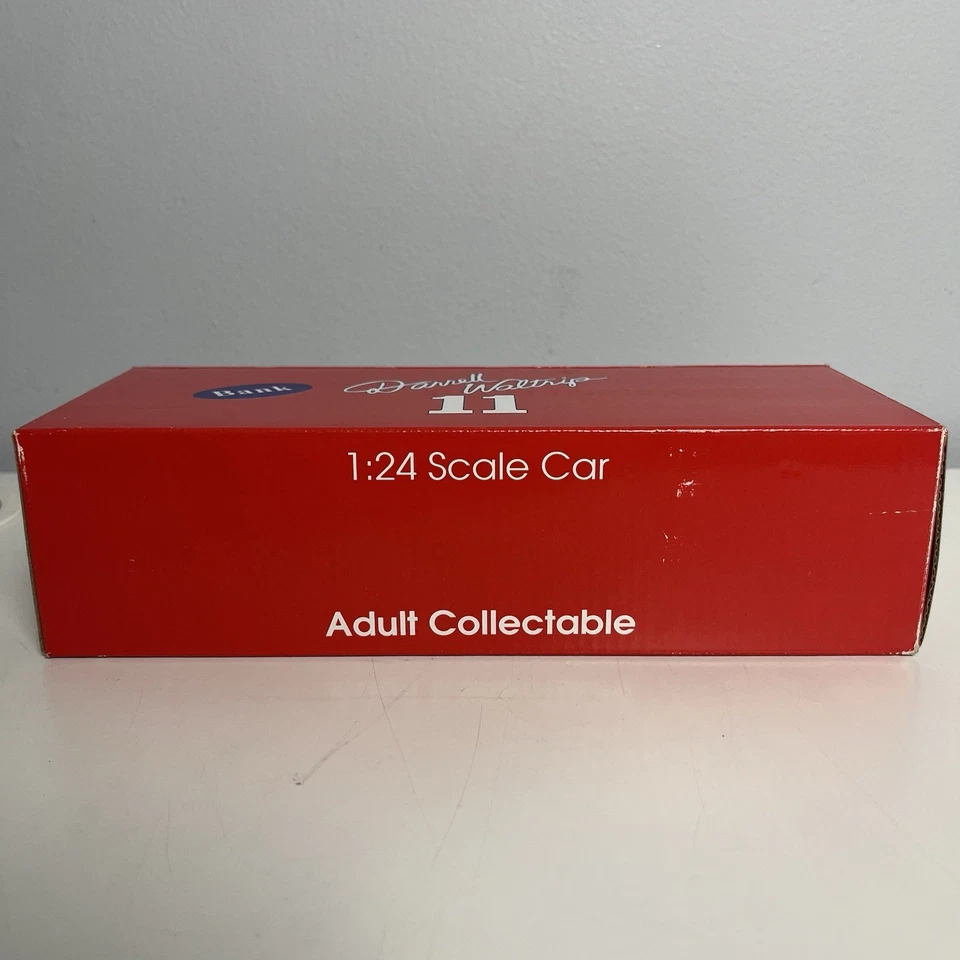 Bank
Darrell Waltrip
11
1:24 Scale Car
Adult Collectable